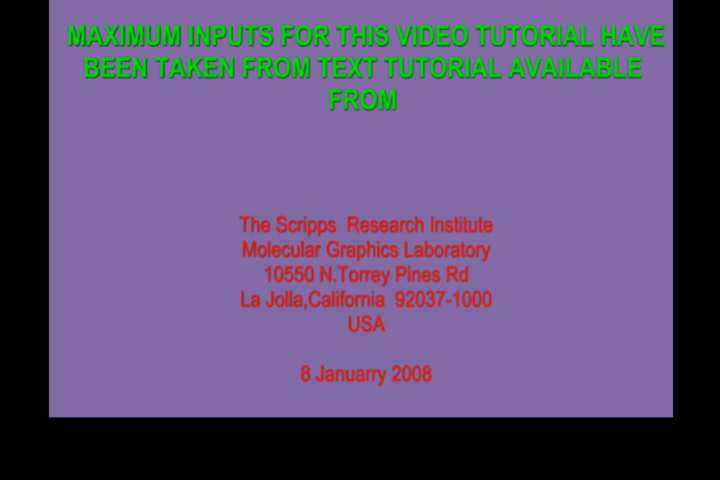 MAXIMUM INPUTS FOR THIS VIDEO TUTORIAL HAVE
BEEN TAKEN FROM TEXT TUTORIAL AVAILABLE
FROM
The Scripps Research Institute
Molecular Graphics Laboratory
10550 N.Torrey Pines Rd
La Jolla,California 92037-1000
USA
8 Januarry 2008